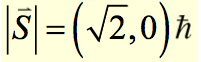 |S⃗| = (√2, 0) ħ